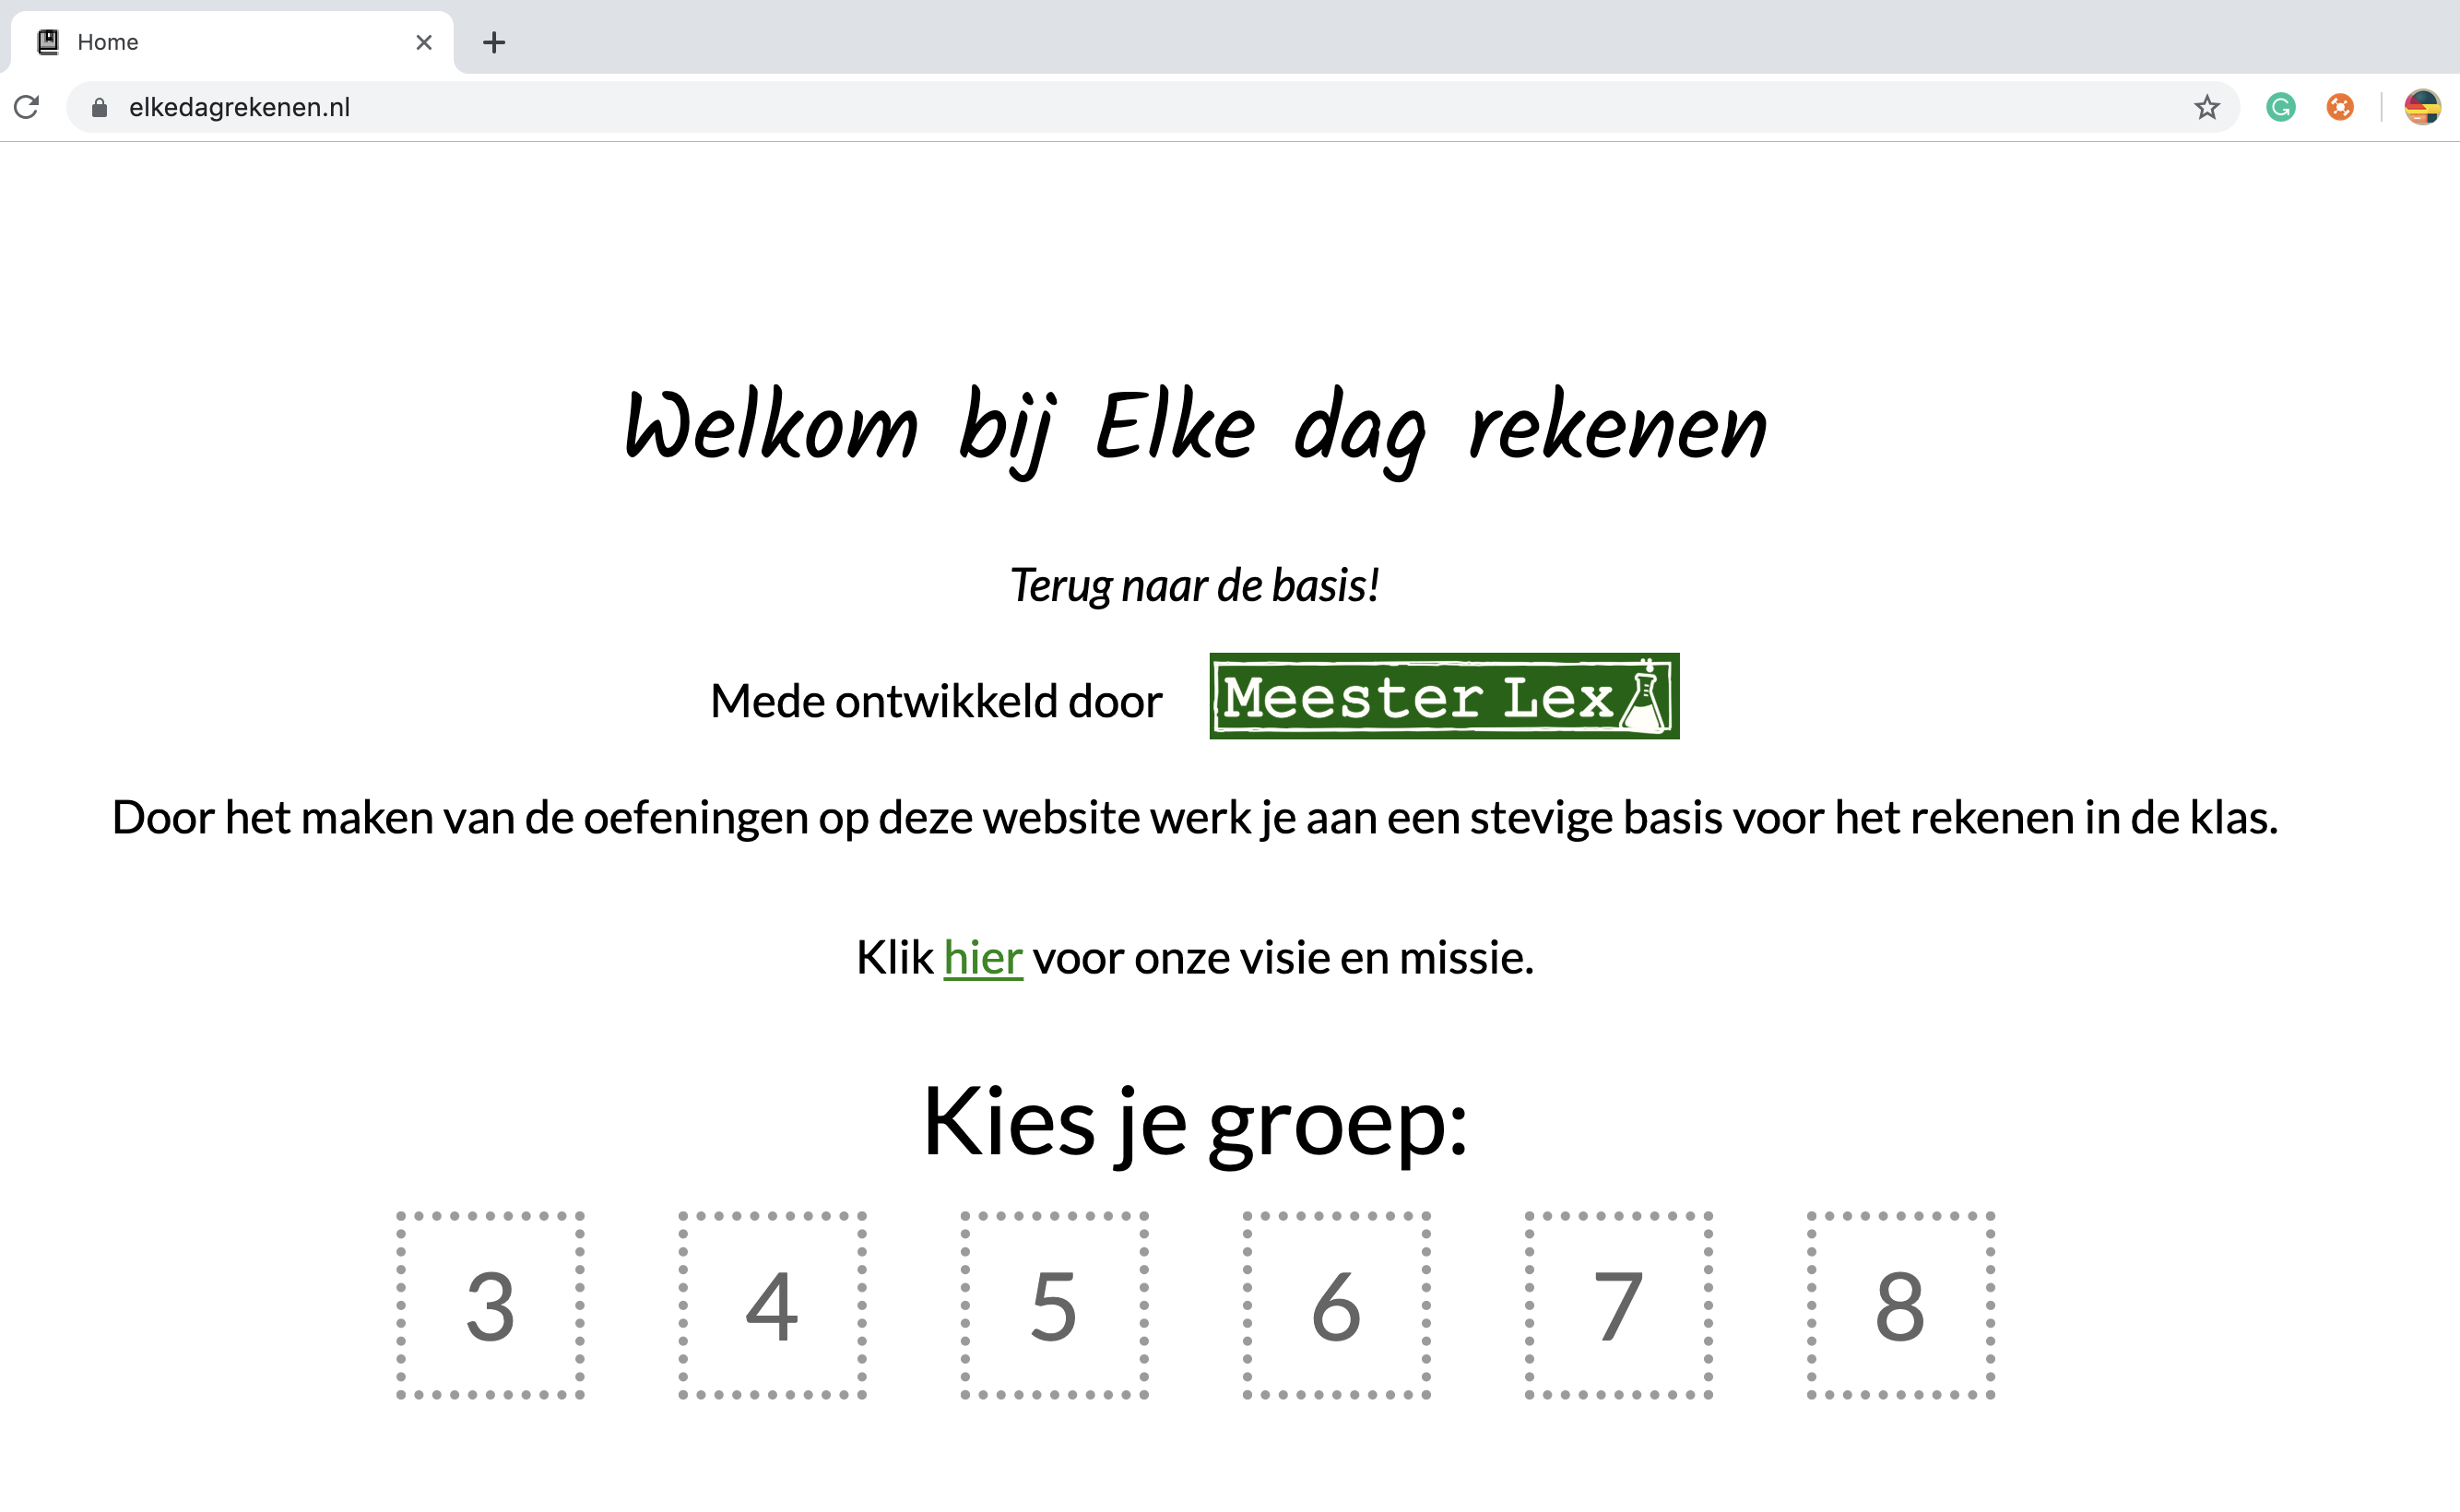 Home
elkedagrekenen.nl
Welkom bij Elke dag rekenen
Terug naar de basis!
Mede ontwikkeld door Meester Lex
Door het maken van de oefeningen op deze website werk je aan een stevige basis voor het rekenen in de klas.
Klik hier voor onze visie en missie.
Kies je groep:
3 4 5 6 7 8